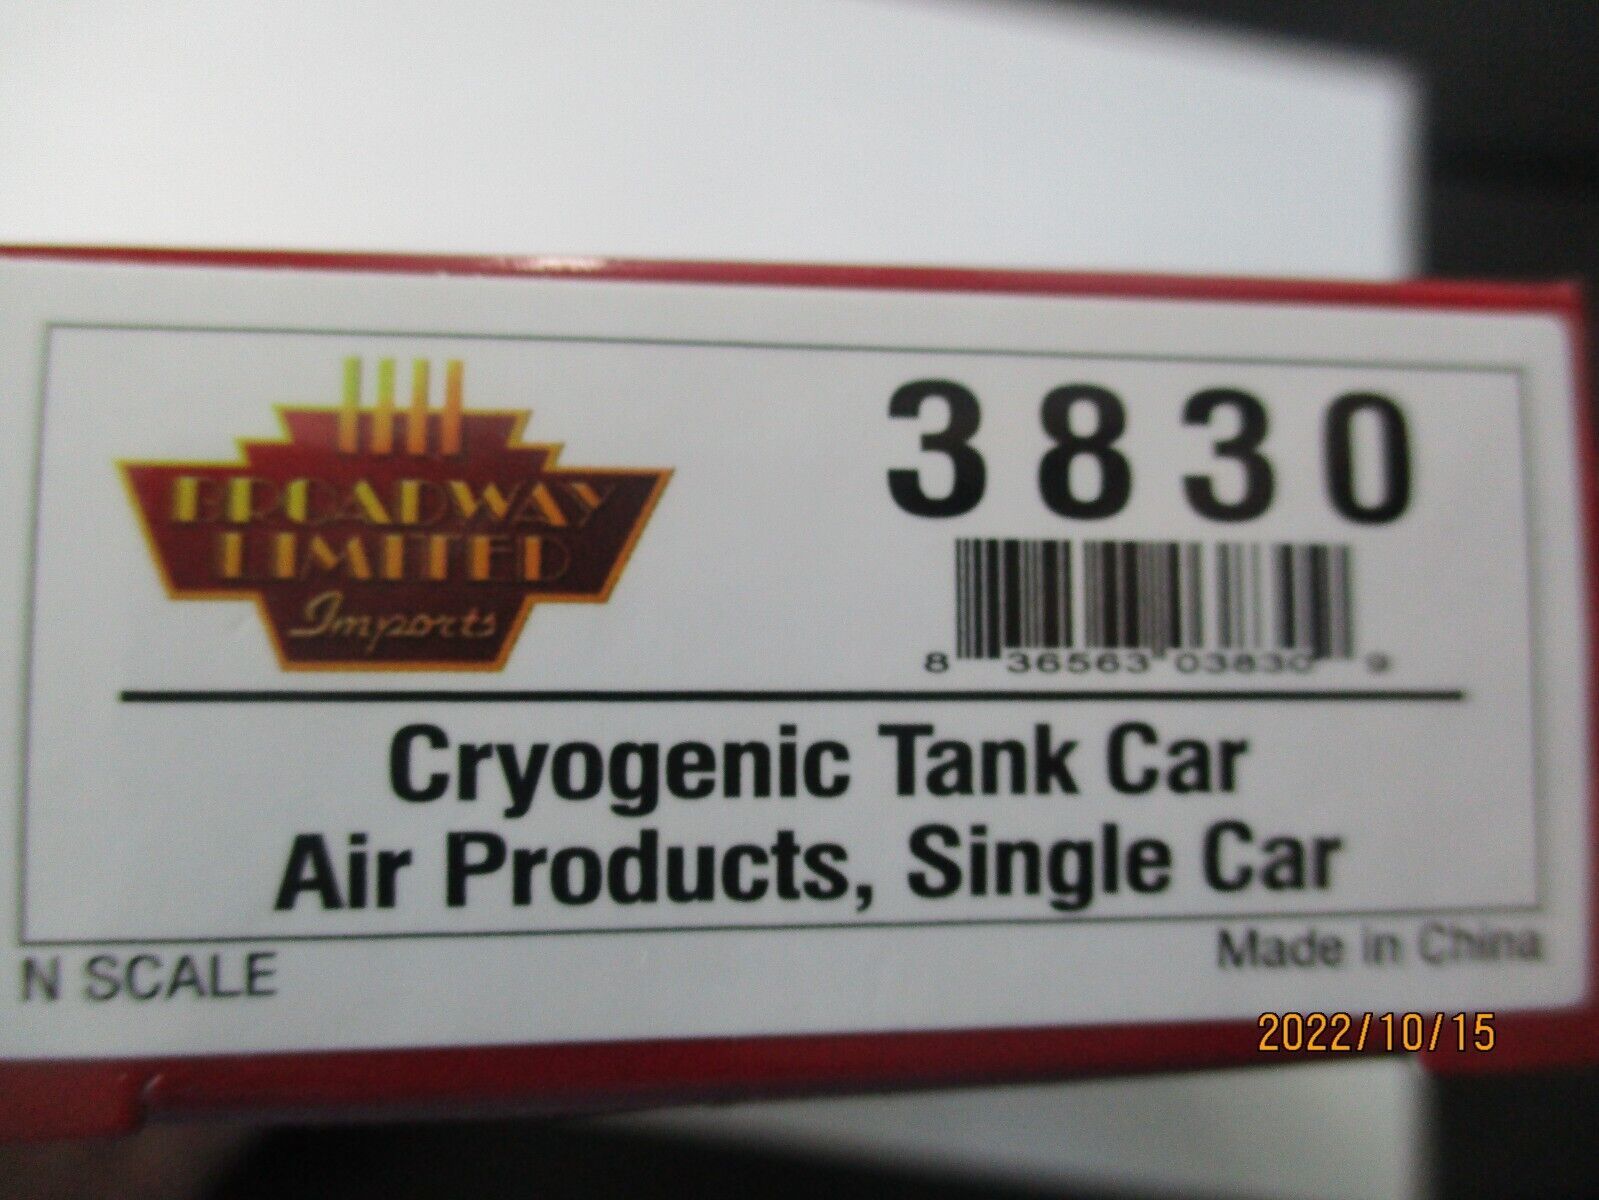 BROADWAY
LIMITED
Imports
3830
8 36563 03830 9
Cryogenic Tank Car
Air Products, Single Car
N SCALE
Made in China
2022/10/15